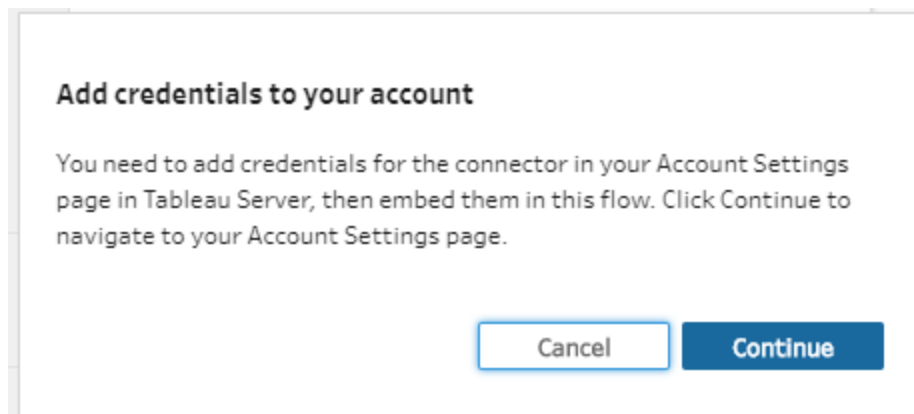 Add credentials to your account
You need to add credentials for the connector in your Account Settings
page in Tableau Server, then embed them in this flow. Click Continue to
navigate to your Account Settings page.
Cancel
Continue